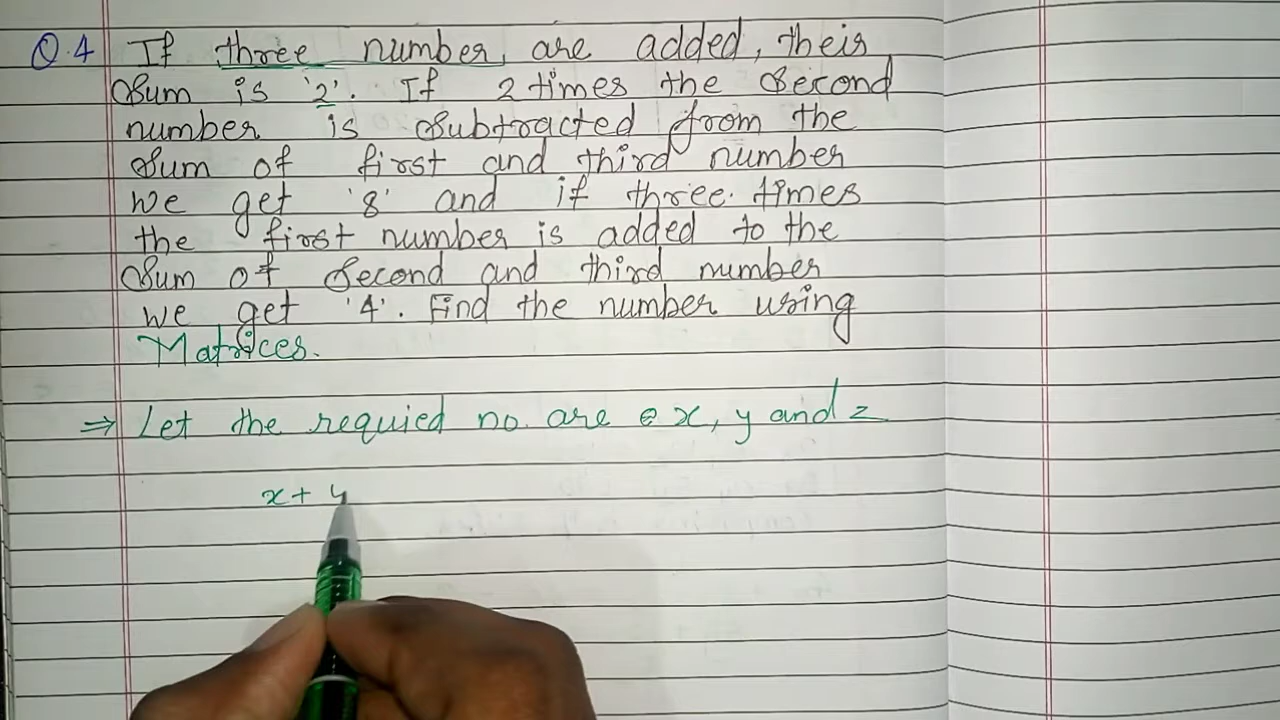 Q.4 If three number are added, their
sum is '2'. If 2 times the second
number is subtracted from the
sum of first and third number
we get '8' and if three times
the first number is added to the
sum of second and third number
we get '4'. Find the number using
Matrices.
⇒ Let the requied no. are x, y and z
x + y